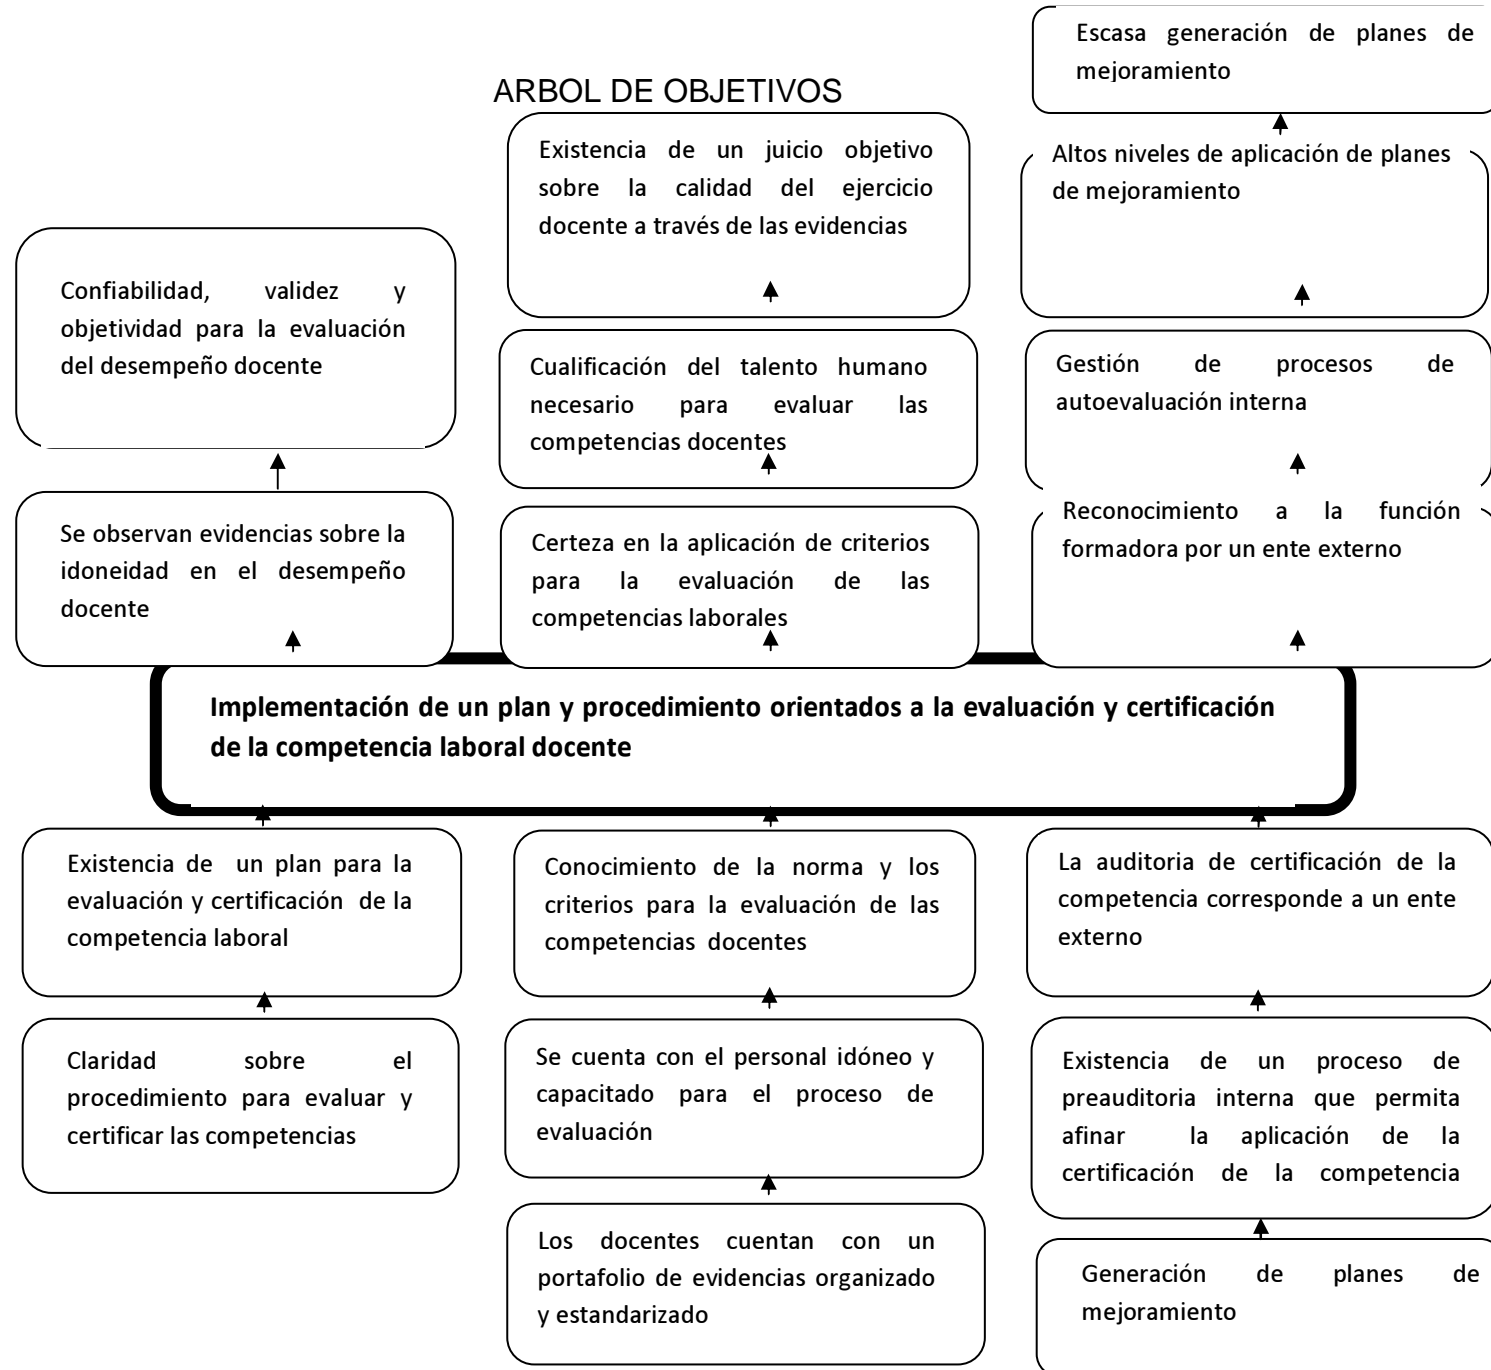 ARBOL DE OBJETIVOS
Escasa generación de planes de
mejoramiento
Existencia de un juicio objetivo
sobre la calidad del ejercicio
docente a través de las evidencias
Altos niveles de aplicación de planes
de mejoramiento
Confiabilidad, validez y
objetividad para la evaluación
del desempeño docente
Cualificación del talento humano
necesario para evaluar las
competencias docentes
Gestión de procesos de
autoevaluación interna
Se observan evidencias sobre la
idoneidad en el desempeño
docente
Certeza en la aplicación de criterios
para la evaluación de las
competencias laborales
Reconocimiento a la función
formadora por un ente externo
Implementación de un plan y procedimiento orientados a la evaluación y certificación
de la competencia laboral docente
Existencia de un plan para la
evaluación y certificación de la
competencia laboral
Conocimiento de la norma y los
criterios para la evaluación de las
competencias docentes
La auditoria de certificación de la
competencia corresponde a un ente
externo
Claridad sobre el
procedimiento para evaluar y
certificar las competencias
Se cuenta con el personal idóneo y
capacitado para el proceso de
evaluación
Existencia de un proceso de
preauditoria interna que permita
afinar la aplicación de la
certificación de la competencia
Los docentes cuentan con un
portafolio de evidencias organizado
y estandarizado
Generación de planes de
mejoramiento